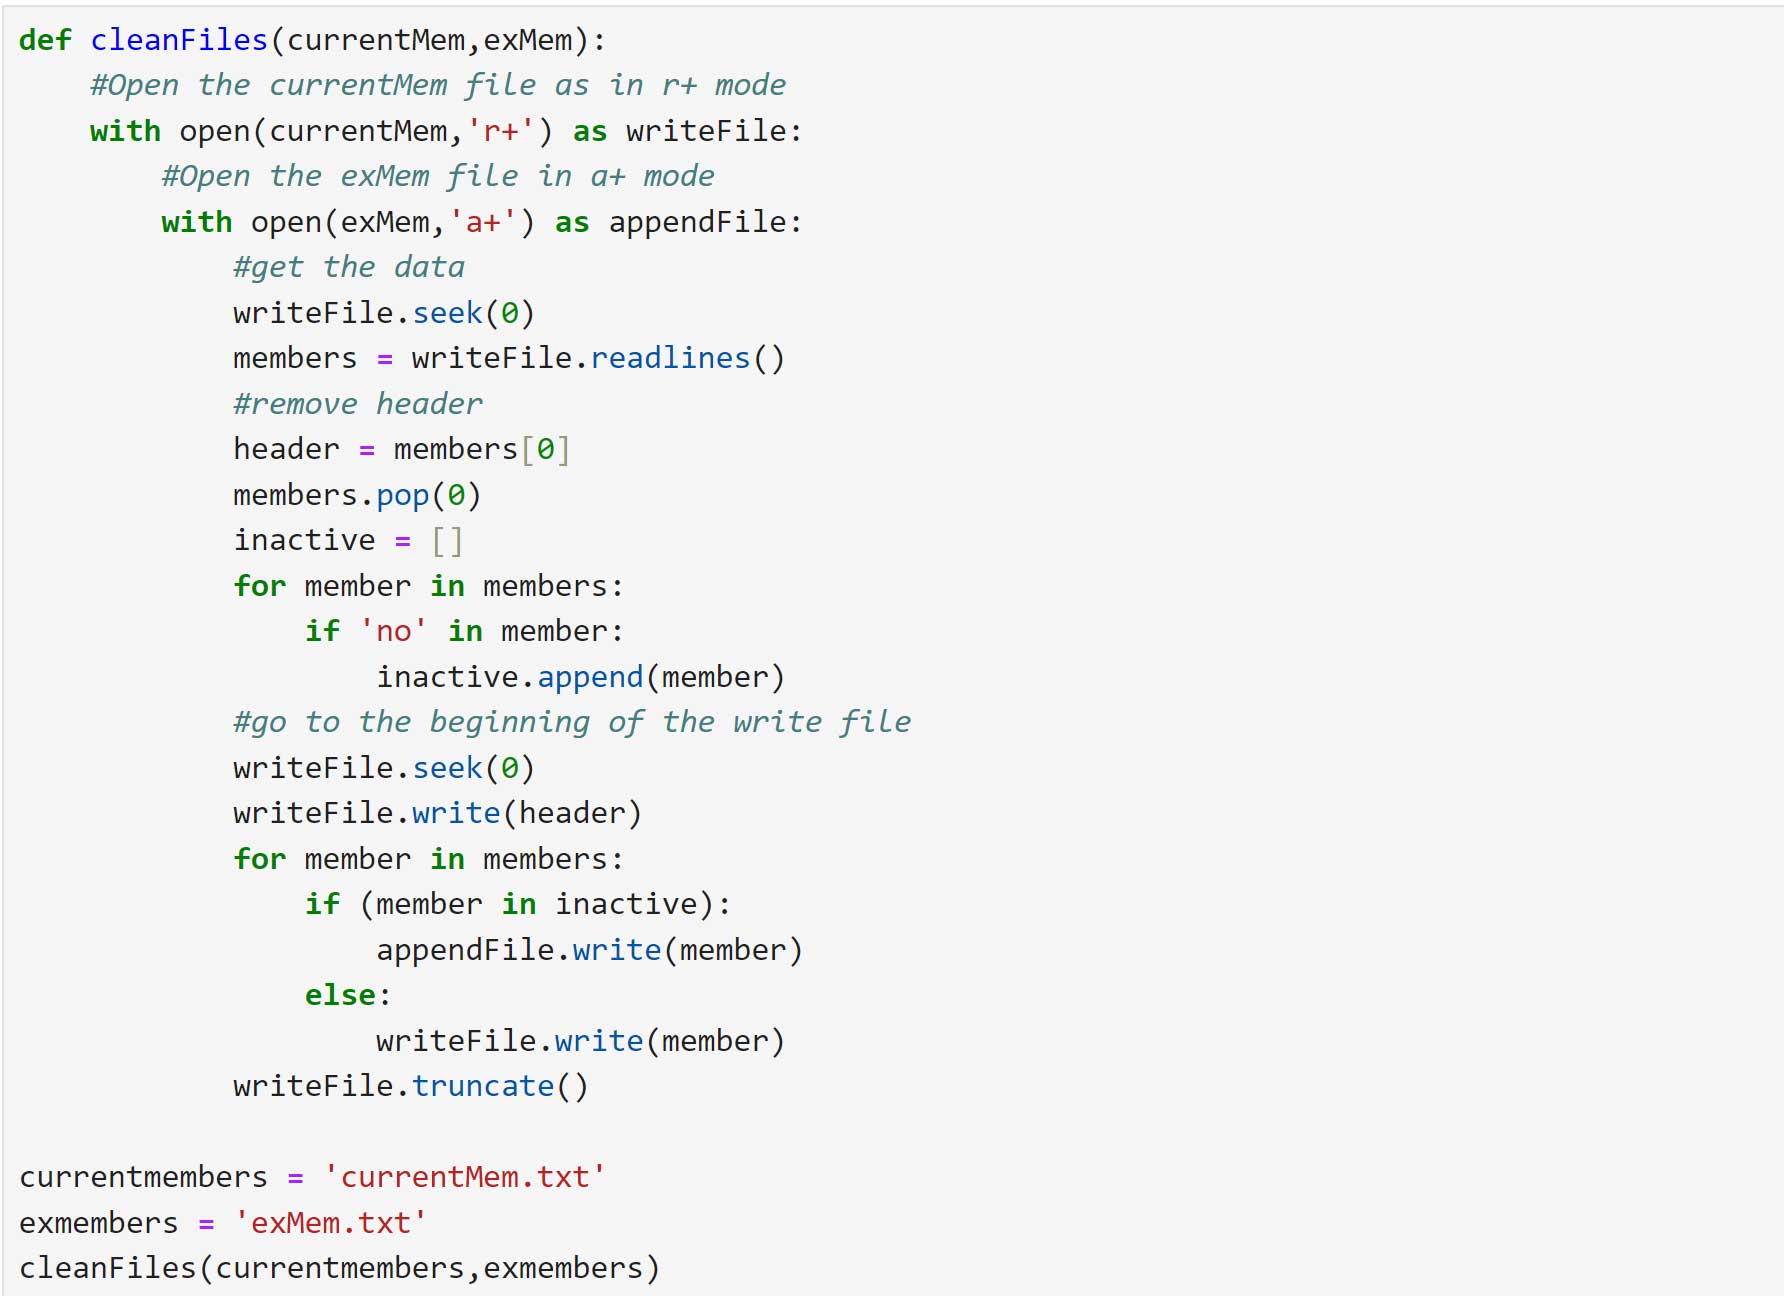 def cleanFiles(currentMem,exMem):
    #Open the currentMem file as in r+ mode
    with open(currentMem,'r+') as writeFile:
        #Open the exMem file in a+ mode
        with open(exMem,'a+') as appendFile:
            #get the data
            writeFile.seek(0)
            members = writeFile.readlines()
            #remove header
            header = members[0]
            members.pop(0)
            inactive = []
            for member in members:
                if 'no' in member:
                    inactive.append(member)
            #go to the beginning of the write file
            writeFile.seek(0)
            writeFile.write(header)
            for member in members:
                if (member in inactive):
                    appendFile.write(member)
                else:
                    writeFile.write(member)
            writeFile.truncate()

currentmembers = 'currentMem.txt'
exmembers = 'exMem.txt'
cleanFiles(currentmembers,exmembers)